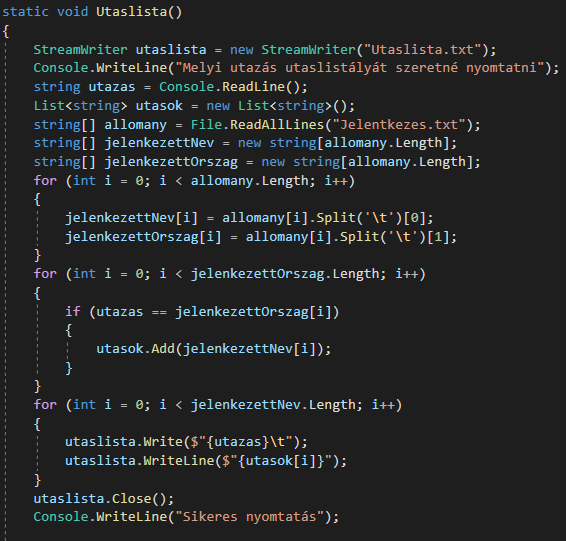 static void Utaslista()
{
StreamWriter utaslista = new StreamWriter("Utaslista.txt");
Console.WriteLine("Melyi utazás utaslistályát szeretné nyomtatni");
string utazas = Console.ReadLine();
List<string> utasok = new List<string>();
string[] allomany = File.ReadAllLines("Jelentkezes.txt");
string[] jelenkezettNev = new string[allomany.Length];
string[] jelenkezettOrszag = new string[allomany.Length];
for (int i = 0; i < allomany.Length; i++)
{
jelenkezettNev[i] = allomany[i].Split('\t')[0];
jelenkezettOrszag[i] = allomany[i].Split('\t')[1];
}
for (int i = 0; i < jelenkezettOrszag.Length; i++)
{
if (utazas == jelenkezettOrszag[i])
{
utasok.Add(jelenkezettNev[i]);
}
}
for (int i = 0; i < jelenkezettNev.Length; i++)
{
utaslista.Write($"{utazas}\t");
utaslista.WriteLine($"{utasok[i]}");
}
utaslista.Close();
Console.WriteLine("Sikeres nyomtatás");